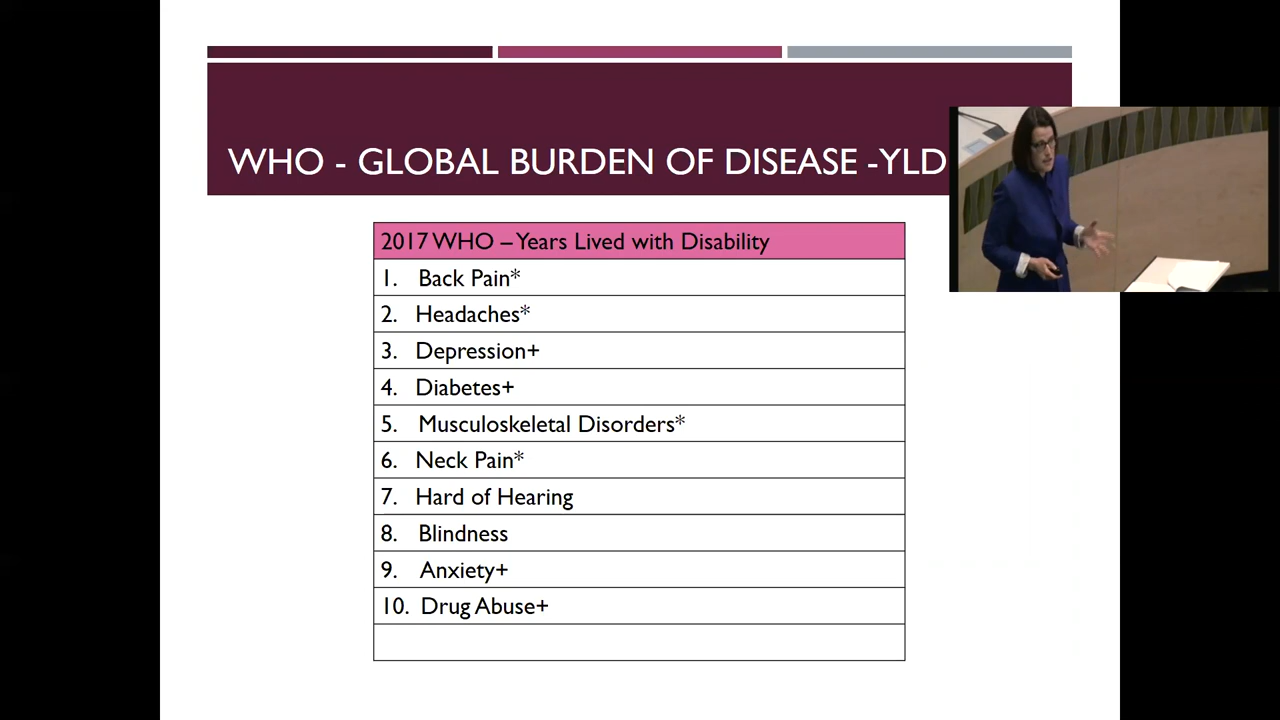 WHO - GLOBAL BURDEN OF DISEASE -YLD
2017 WHO – Years Lived with Disability
1. Back Pain*
2. Headaches*
3. Depression+
4. Diabetes+
5. Musculoskeletal Disorders*
6. Neck Pain*
7. Hard of Hearing
8. Blindness
9. Anxiety+
10. Drug Abuse+